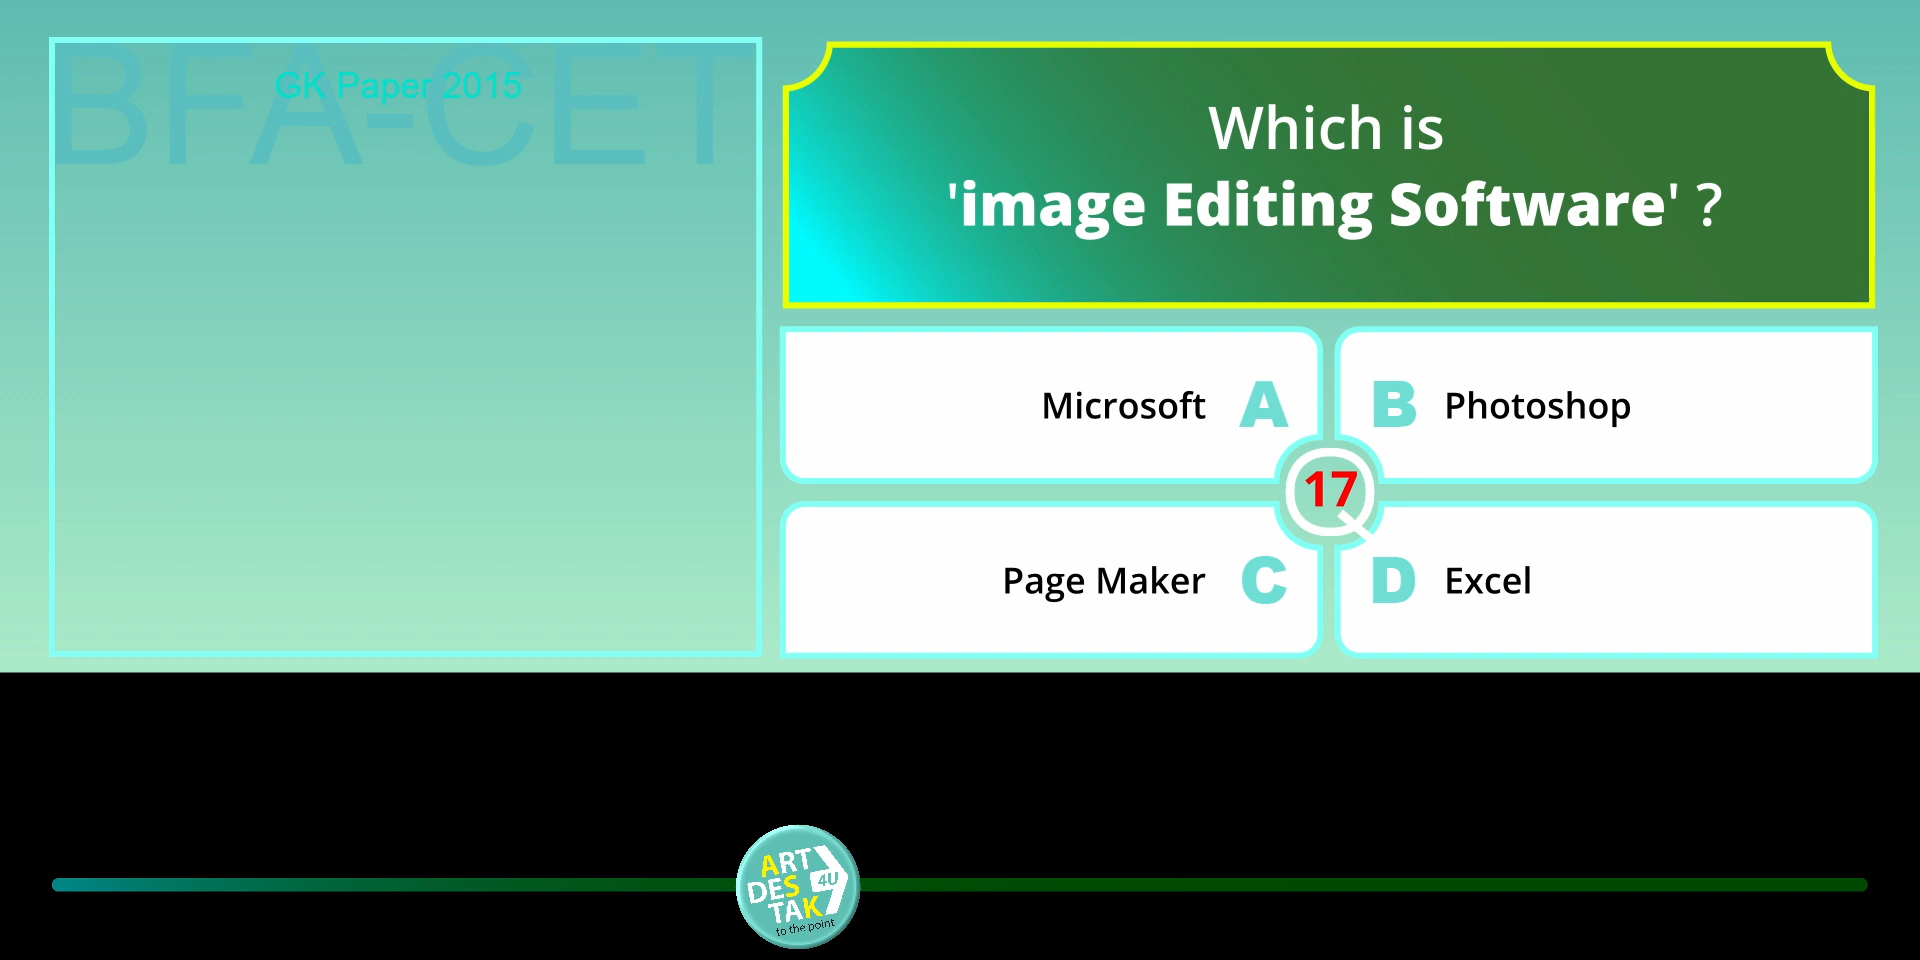 BFA-CET
GK Paper 2015
Which is
'image Editing Software' ?
Microsoft A
B Photoshop
17
Page Maker C
D Excel
ART
DES 4U
TAK
to the point